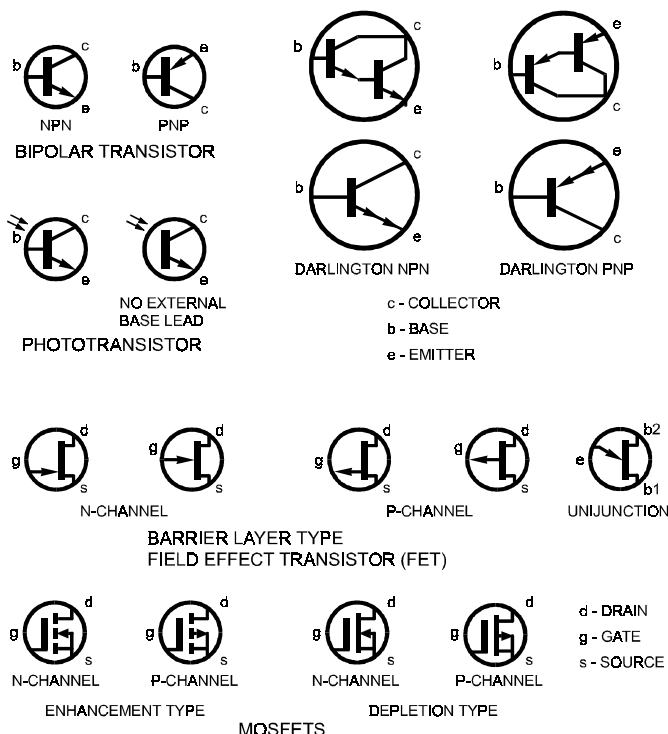 c e b c
b b e
b e c e c
NPN PNP
BIPOLAR TRANSISTOR
c e
b b
c c
b e e e c
DARLINGTON NPN DARLINGTON PNP
NO EXTERNAL
BASE LEAD
PHOTOTRANSISTOR
c - COLLECTOR
b - BASE
e - EMITTER
d d d d b2
g g g g e
s s s s b1
N-CHANNEL P-CHANNEL UNIJUNCTION
BARRIER LAYER TYPE
FIELD EFFECT TRANSISTOR (FET)
d d d d
g g g g
s s s s
N-CHANNEL P-CHANNEL N-CHANNEL P-CHANNEL
d - DRAIN
g - GATE
s - SOURCE
ENHANCEMENT TYPE DEPLETION TYPE
MOSFETS